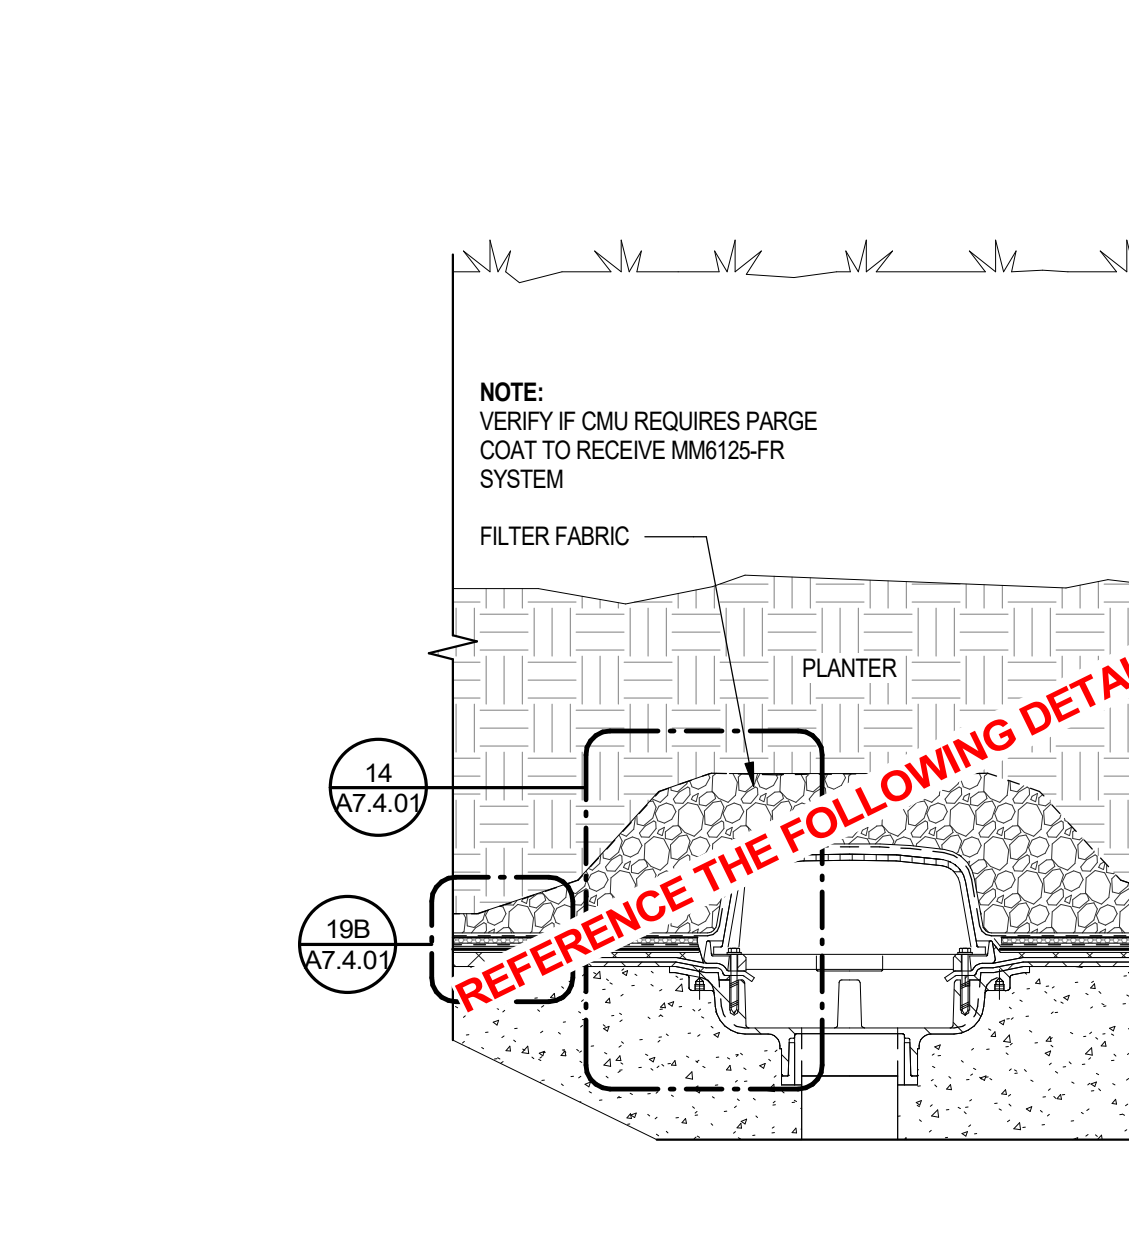 NOTE:
VERIFY IF CMU REQUIRES PARGE
COAT TO RECEIVE MM6125-FR
SYSTEM
FILTER FABRIC
PLANTER
14
A7.4.01
19B
A7.4.01
REFERENCE THE FOLLOWING